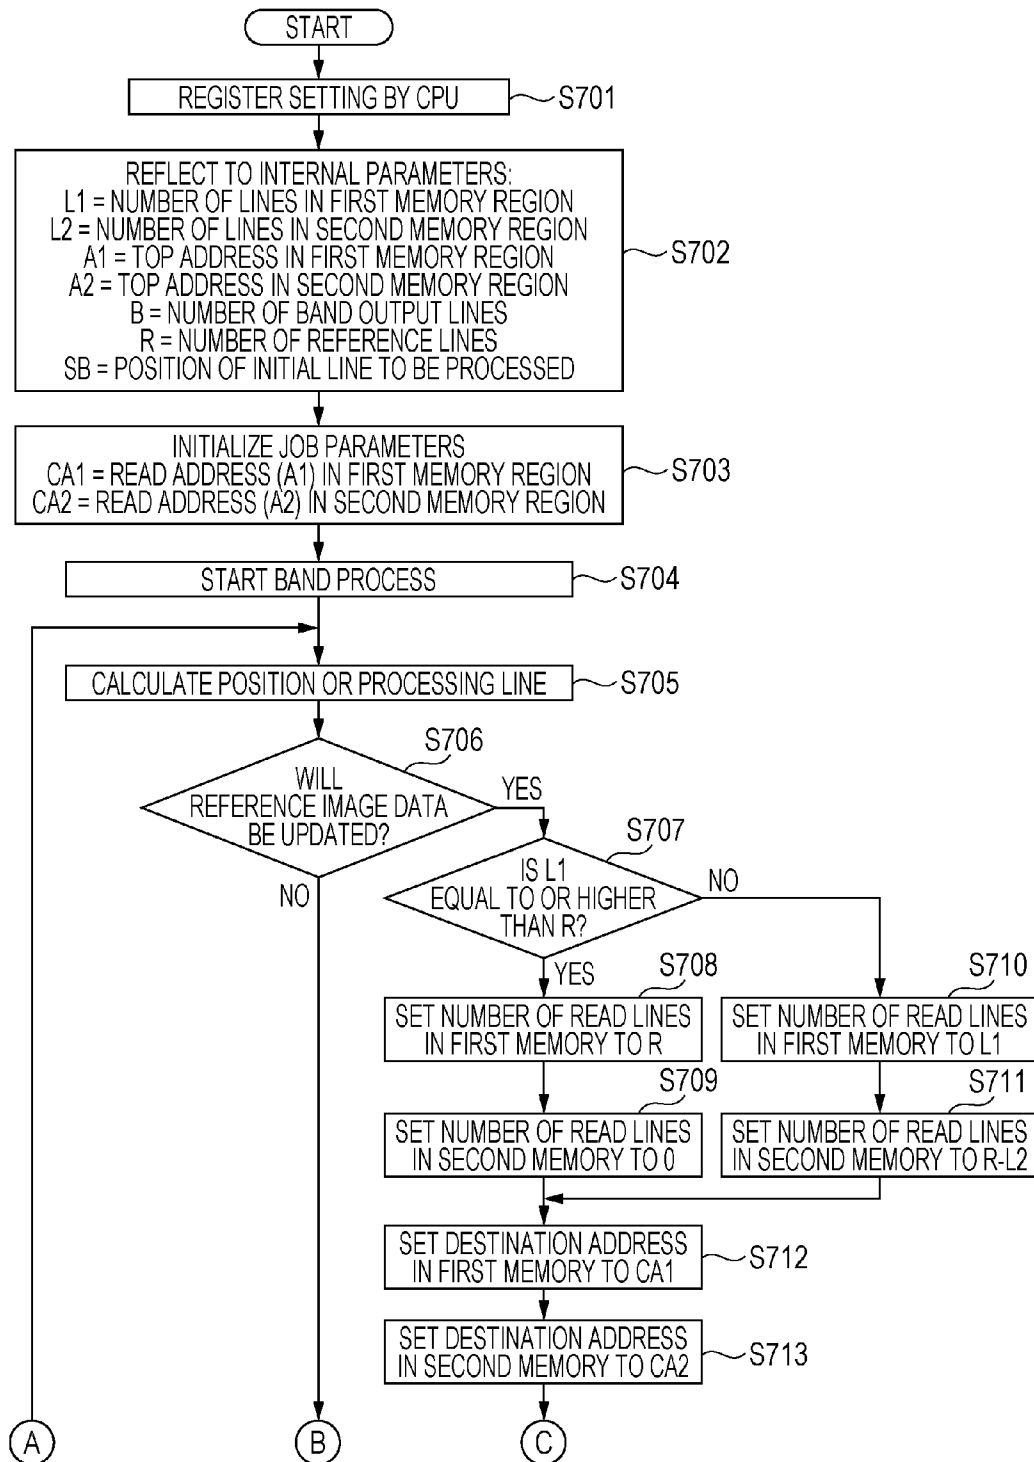 START
REGISTER SETTING BY CPU
S701
REFLECT TO INTERNAL PARAMETERS:
L1 = NUMBER OF LINES IN FIRST MEMORY REGION
L2 = NUMBER OF LINES IN SECOND MEMORY REGION
A1 = TOP ADDRESS IN FIRST MEMORY REGION
A2 = TOP ADDRESS IN SECOND MEMORY REGION
B = NUMBER OF BAND OUTPUT LINES
R = NUMBER OF REFERENCE LINES
SB = POSITION OF INITIAL LINE TO BE PROCESSED
S702
INITIALIZE JOB PARAMETERS
CA1 = READ ADDRESS (A1) IN FIRST MEMORY REGION
CA2 = READ ADDRESS (A2) IN SECOND MEMORY REGION
S703
START BAND PROCESS
S704
CALCULATE POSITION OR PROCESSING LINE
S705
S706
WILL
REFERENCE IMAGE DATA
BE UPDATED?
YES
NO
S707
IS L1
EQUAL TO OR HIGHER
THAN R?
NO
YES
S708
SET NUMBER OF READ LINES
IN FIRST MEMORY TO R
S710
SET NUMBER OF READ LINES
IN FIRST MEMORY TO L1
S709
SET NUMBER OF READ LINES
IN SECOND MEMORY TO 0
S711
SET NUMBER OF READ LINES
IN SECOND MEMORY TO R-L2
SET DESTINATION ADDRESS
IN FIRST MEMORY TO CA1
S712
SET DESTINATION ADDRESS
IN SECOND MEMORY TO CA2
S713
A
B
C